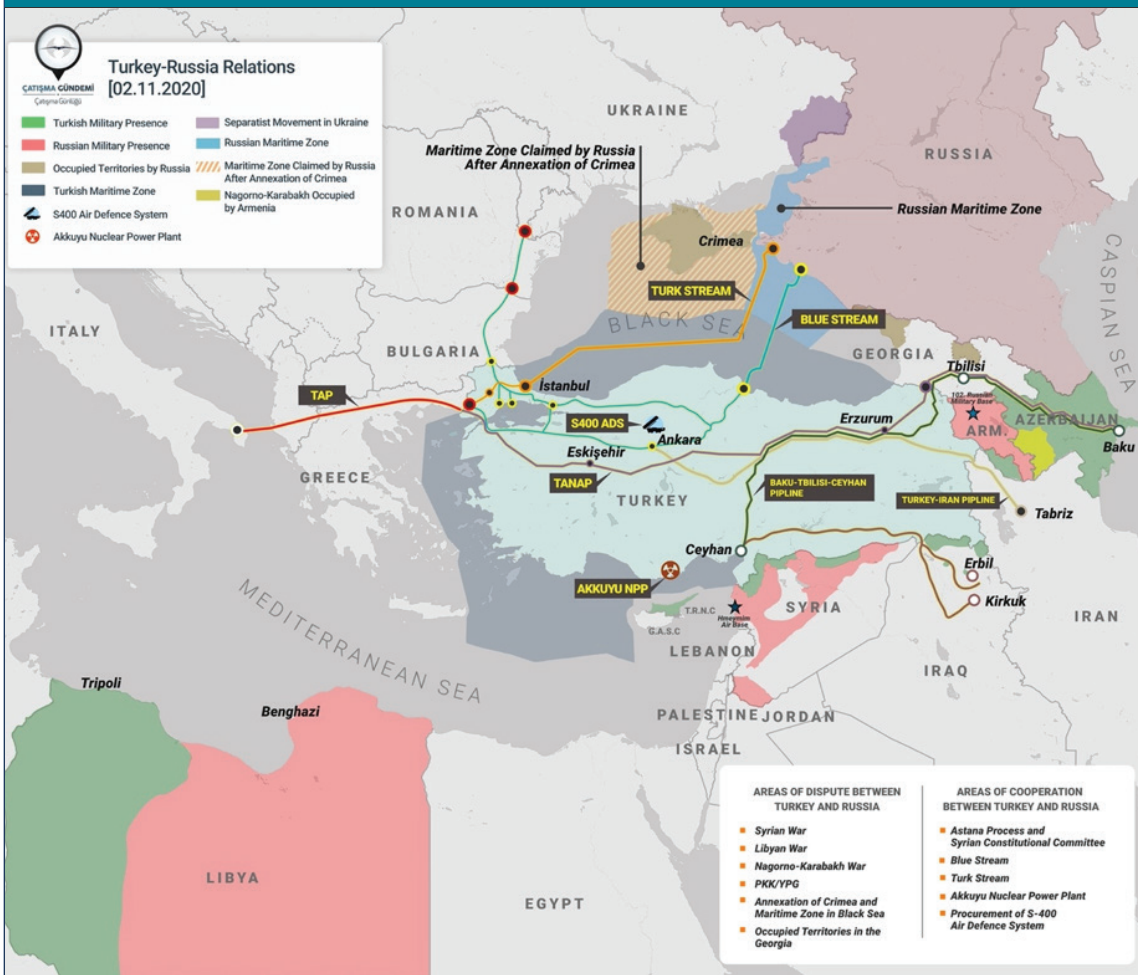 ÇATIŞMA GÜNDEMİ
Çatışma Günlüğü
Turkey-Russia Relations
[02.11.2020]
Turkish Military Presence
Russian Military Presence
Occupied Territories by Russia
Turkish Maritime Zone
S400 Air Defence System
Akkuyu Nuclear Power Plant
Separatist Movement in Ukraine
Russian Maritime Zone
Maritime Zone Claimed by Russia
After Annexation of Crimea
Nagorno-Karabakh Occupied
by Armenia
UKRAINE
Maritime Zone Claimed by Russia
After Annexation of Crimea
RUSSIA
ROMANIA
Russian Maritime Zone
Crimea
CASPIAN SEA
TURK STREAM
ITALY
BLACK SEA
BLUE STREAM
BULGARIA
GEORGIA
Tbilisi
İstanbul
TAP
102. Russian
Military Base
AZERBAIJAN
S400 ADS
Erzurum
ARM.
Ankara
Baku
Eskişehir
GREECE
TANAP
TURKEY
BAKU-TBILISI-CEYHAN
PIPLINE
TURKEY-IRAN PIPLINE
Tabriz
Ceyhan
Erbil
AKKUYU NPP
Kirkuk
MEDITERRANEAN SEA
T.R.N.C
SYRIA
Hmeymim
Air Base
IRAN
G.A.S.C
LEBANON
IRAQ
Tripoli
Benghazi
PALESTINE
JORDAN
ISRAEL
LIBYA
EGYPT
AREAS OF DISPUTE BETWEEN
TURKEY AND RUSSIA
Syrian War
Libyan War
Nagorno-Karabakh War
PKK/YPG
Annexation of Crimea and
Maritime Zone in Black Sea
Occupied Territories in the
Georgia
AREAS OF COOPERATION
BETWEEN TURKEY AND RUSSIA
Astana Process and
Syrian Constitutional Committee
Blue Stream
Turk Stream
Akkuyu Nuclear Power Plant
Procurement of S-400
Air Defence System